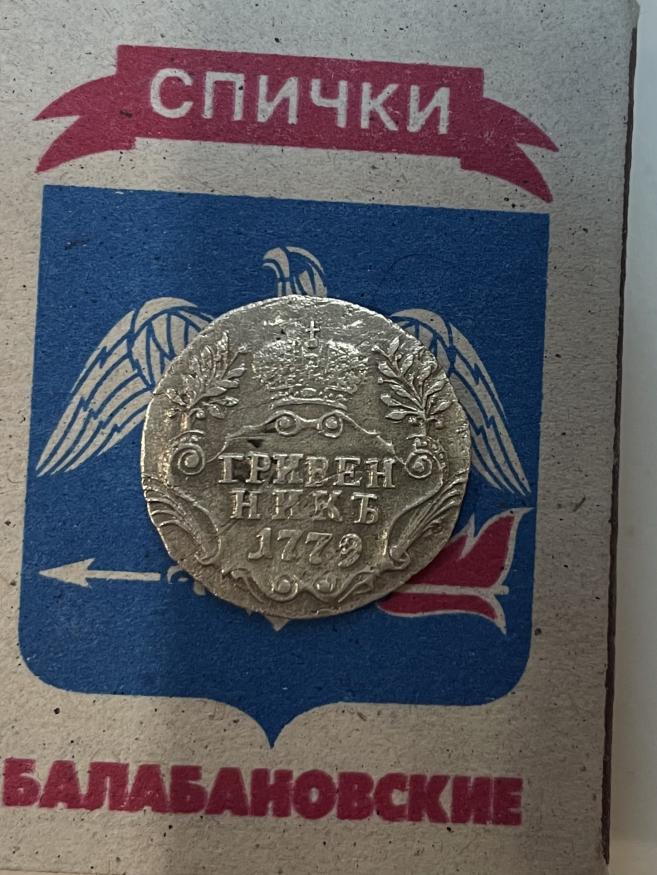 СПИЧКИ
ГРИВЕН
НИКЪ
1779
БАЛАБАНОВСКИЕ